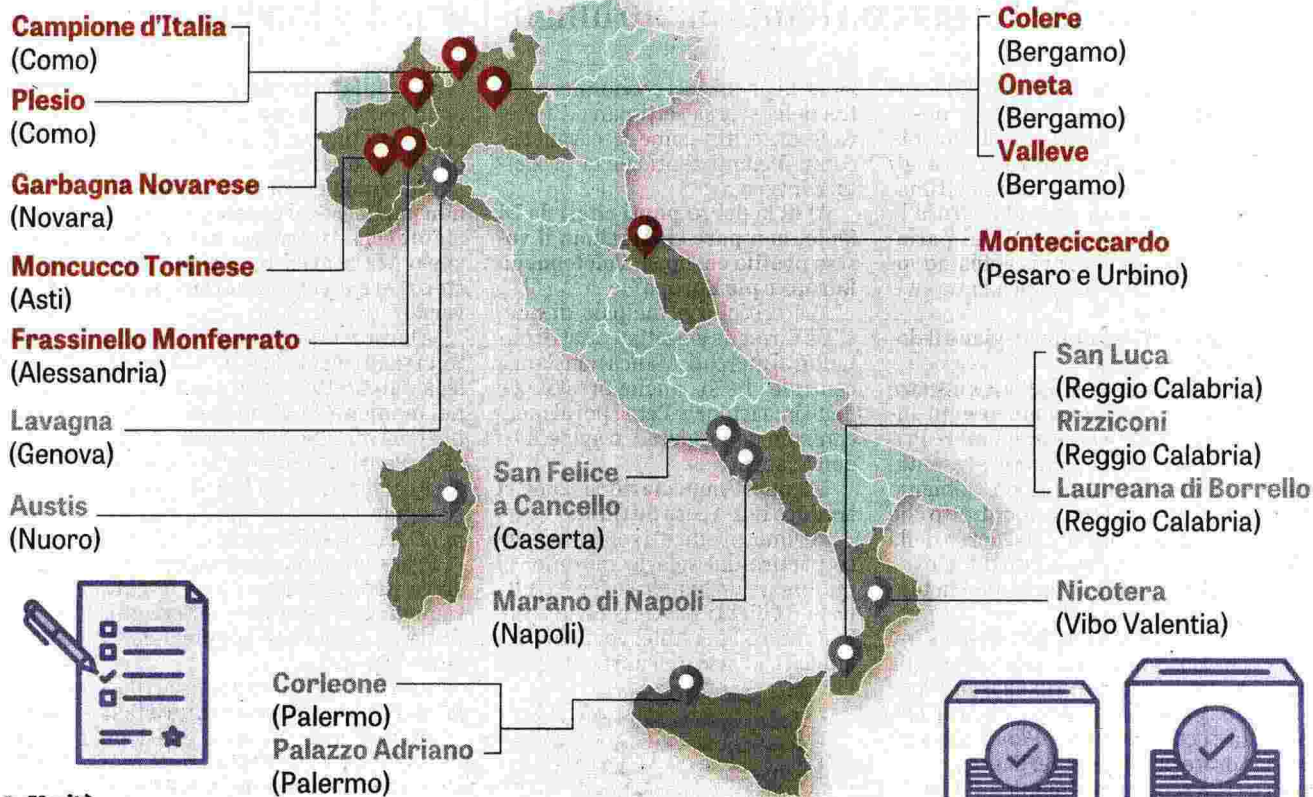 Campione d'Italia
(Como)
Plesio
(Como)
Garbagna Novarese
(Novara)
Moncucco Torinese
(Asti)
Frassinello Monferrato
(Alessandria)
Lavagna
(Genova)
Austis
(Nuoro)
Colere
(Bergamo)
Oneta
(Bergamo)
Valleve
(Bergamo)
Monteciccardo
(Pesaro e Urbino)
San Luca
(Reggio Calabria)
Rizziconi
(Reggio Calabria)
Laureana di Borrello
(Reggio Calabria)
Nicotera
(Vibo Valentia)
San Felice
a Cancello
(Caserta)
Marano di Napoli
(Napoli)
Corleone
(Palermo)
Palazzo Adriano
(Palermo)